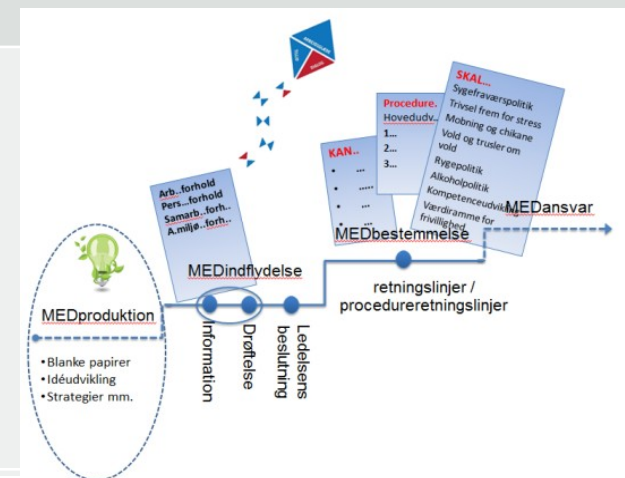 SKAL...
Sygefraværspolitik
Trivsel frem for stress
Mobning og chikane
Vold og trusler om
vold
Rygepolitik
Alkoholpolitik
Kompetenceudvikling
Værdiramme for
frivillighed
Procedure.
Hovedudv..
1...
2...
3...
KAN..
• ...
• .....
• ...
• ...
Arb..forhold
Pers...forhold
Samarb..forh..
A.miljø..forh..
MEDansvar
MEDbestemmelse
MEDindflydelse
retningslinjer /
procedureretningslinjer
MEDproduktion
Information
Drøftelse
Ledelsens
beslutning
• Blanke papirer
• Idéudvikling
• Strategier mm.